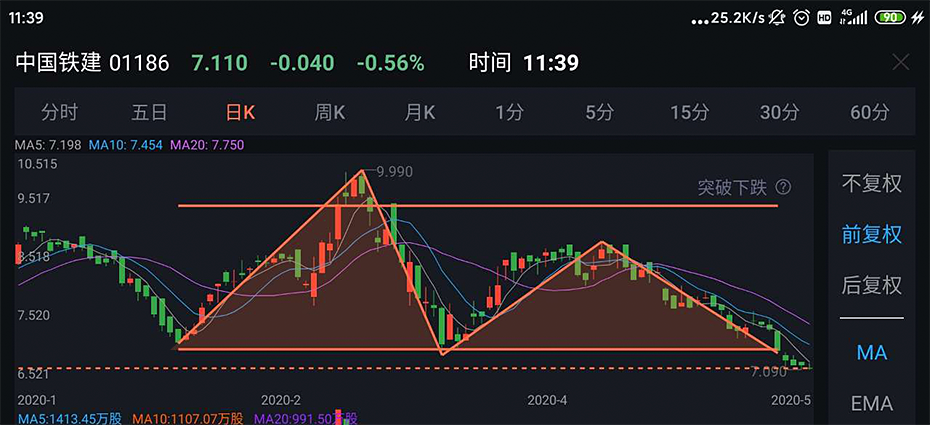 11:39 ...25.2K/s HD 4G 90
中国铁建 01186 7.110 -0.040 -0.56% 时间 11:39
分时 五日 日K 周K 月K 1分 5分 15分 30分 60分
MA5: 7.198 MA10: 7.454 MA20: 7.750
10.515
9.990
突破下跌 ?
不复权
9.517
前复权
8.518
后复权
7.520
MA
7.090
6.521
2020-1 2020-2 2020-4 2020-5
EMA
MA5:1413.45万股 MA10:1107.07万股 MA20:991.50万股